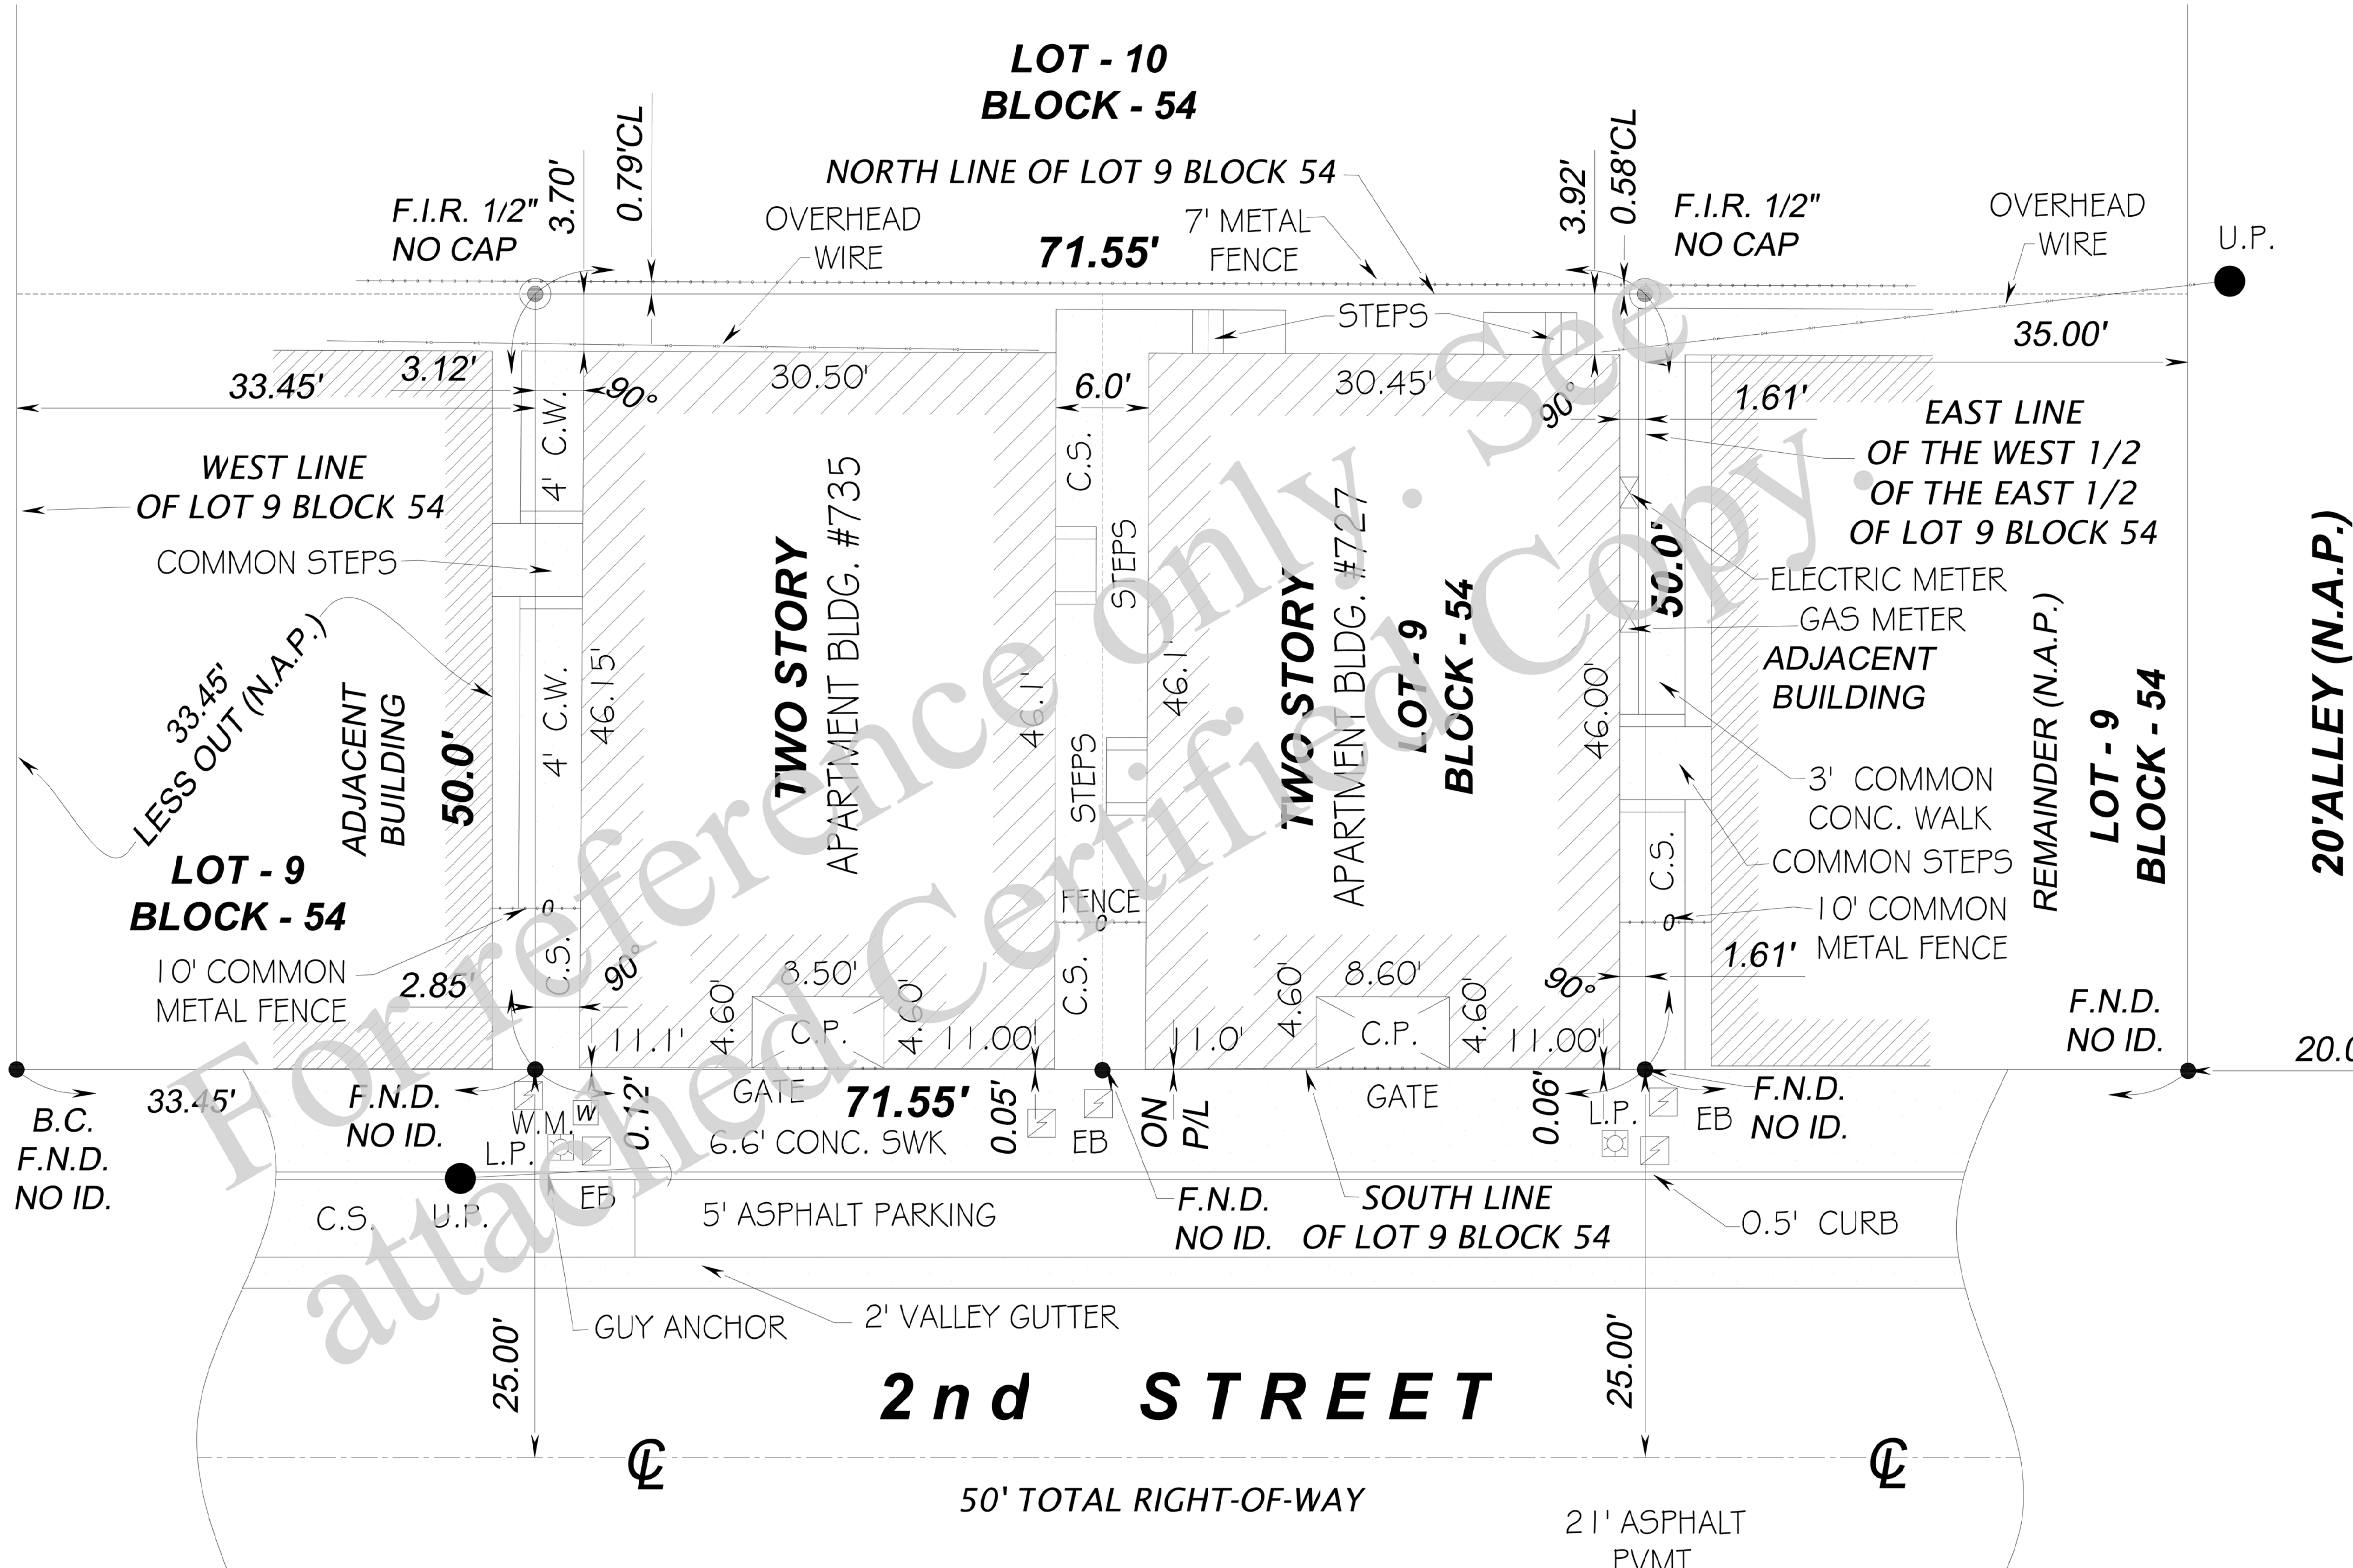 LOT - 10
BLOCK - 54
NORTH LINE OF LOT 9 BLOCK 54
3.70'
0.79'CL
3.92'
0.58'CL
F.I.R. 1/2"
NO CAP
OVERHEAD
WIRE
71.55'
7' METAL
FENCE
F.I.R. 1/2"
NO CAP
OVERHEAD
WIRE
U.P.
STEPS
35.00'
33.45'
3.12'
90°
30.50'
6.0'
30.45'
90°
1.61'
WEST LINE
OF LOT 9 BLOCK 54
4' C.W.
C.S.
EAST LINE
OF THE WEST 1/2
OF THE EAST 1/2
OF LOT 9 BLOCK 54
COMMON STEPS
STEPS
ELECTRIC METER
GAS METER
ADJACENT
BUILDING
50.0'
20'ALLEY (N.A.P.)
33.45'
LESS OUT (N.A.P.)
ADJACENT
BUILDING
50.0'
4' C.W.
46.15'
TWO STORY
APARTMENT BLDG. #735
46.1'
STEPS
46.1'
TWO STORY
APARTMENT BLDG. #727
LOT - 9
BLOCK - 54
46.00'
REMAINDER (N.A.P.)
LOT - 9
BLOCK - 54
3' COMMON
CONC. WALK
COMMON STEPS
LOT - 9
BLOCK - 54
FENCE
C.S.
10' COMMON
METAL FENCE
1.61'
10' COMMON
METAL FENCE
2.85'
C.S.
90°
11.1'
4.60'
8.50'
C.P.
4.60'
11.00'
C.S.
11.0'
4.60'
8.60'
C.P.
4.60'
11.00'
90°
F.N.D.
NO ID.
20.0
B.C.
F.N.D.
NO ID.
33.45'
F.N.D.
NO ID.
W.M.
W
L.P.
EB
0.12'
GATE
71.55'
6.6' CONC. SWK
0.05'
EB
ON
P/L
GATE
0.06'
L.P.
EB
F.N.D.
NO ID.
C.S.
U.P.
5' ASPHALT PARKING
F.N.D.
NO ID.
SOUTH LINE
OF LOT 9 BLOCK 54
0.5' CURB
GUY ANCHOR
2' VALLEY GUTTER
25.00'
25.00'
2nd STREET
CL
CL
50' TOTAL RIGHT-OF-WAY
21' ASPHALT
PVMT
For reference only. See
attached Certified Copy.